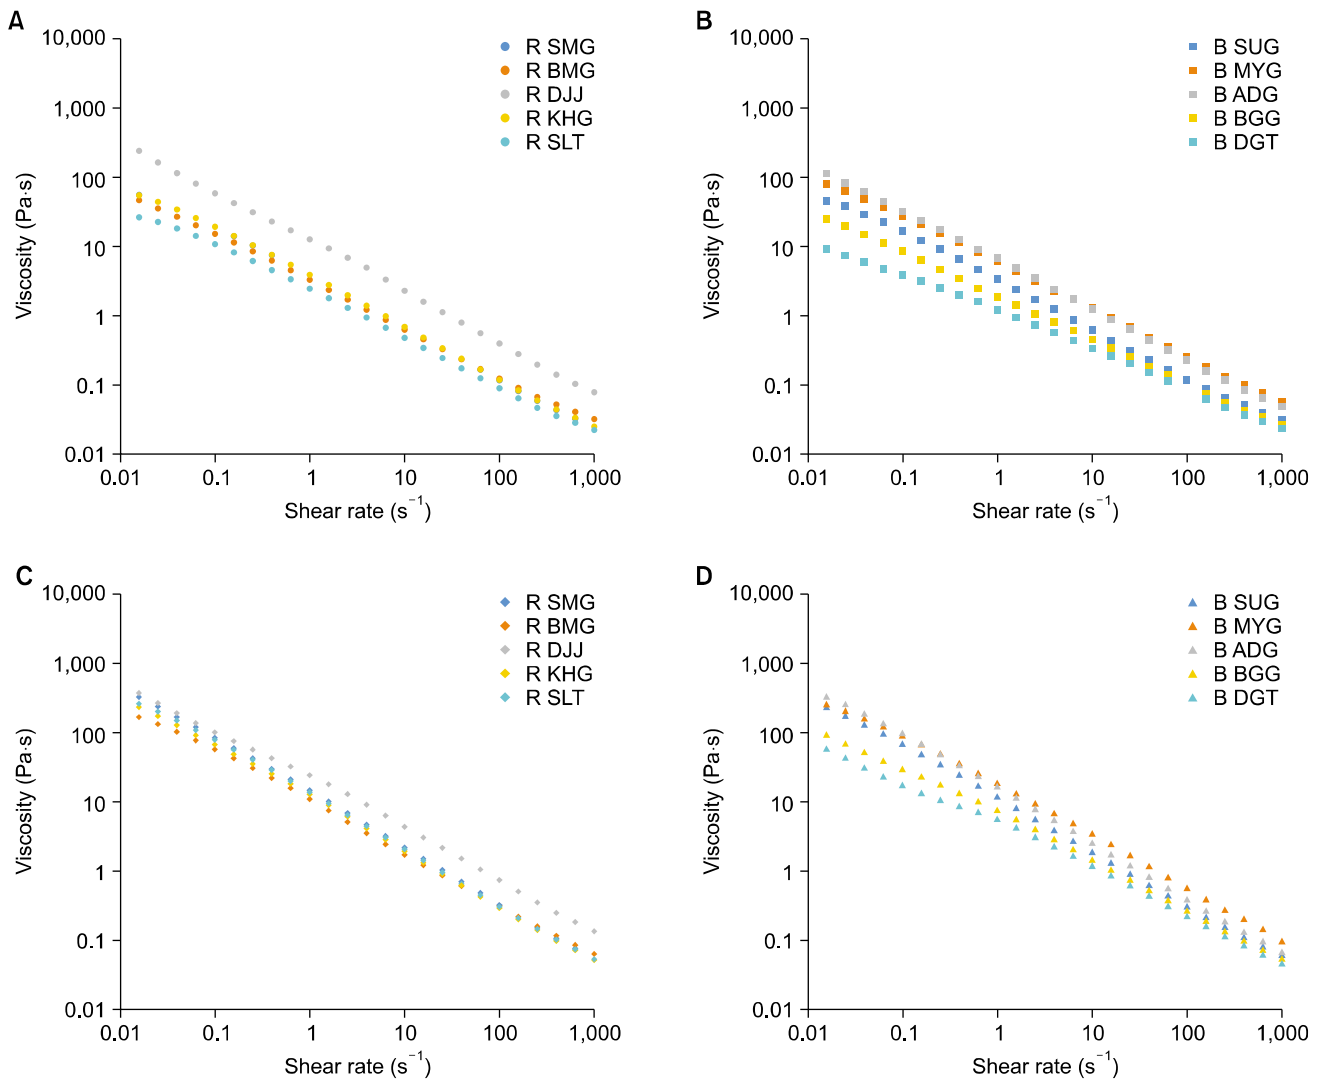 A
10,000
1,000
100
10
1
0.1
0.01
Viscosity (Pa·s)
R SMG
R BMG
R DJJ
R KHG
R SLT
0.01 0.1 1 10 100 1,000
Shear rate (s⁻¹)
B
10,000
1,000
100
10
1
0.1
0.01
Viscosity (Pa·s)
B SUG
B MYG
B ADG
B BGG
B DGT
0.01 0.1 1 10 100 1,000
Shear rate (s⁻¹)
C
10,000
1,000
100
10
1
0.1
0.01
Viscosity (Pa·s)
R SMG
R BMG
R DJJ
R KHG
R SLT
0.01 0.1 1 10 100 1,000
Shear rate (s⁻¹)
D
10,000
1,000
100
10
1
0.1
0.01
Viscosity (Pa·s)
B SUG
B MYG
B ADG
B BGG
B DGT
0.01 0.1 1 10 100 1,000
Shear rate (s⁻¹)